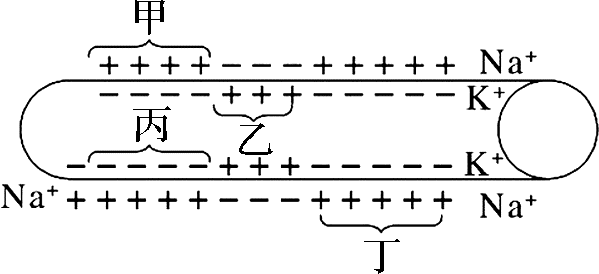 甲
+ + + + − − − + + + + + Na⁺
− − − − + + + − − − − − K⁺
丙 乙
− − − − − + + + − − − − − K⁺
Na⁺ + + + + + − − − + + + + + Na⁺
丁